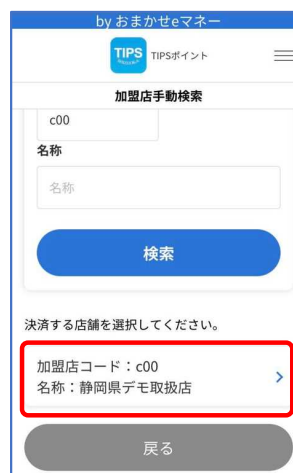 by おまかせeマネー
TIPS TIPSポイント
加盟店手動検索
c00
名称
名称
検索
決済する店舗を選択してください。
加盟店コード：c00
名称：静岡県デモ取扱店
戻る